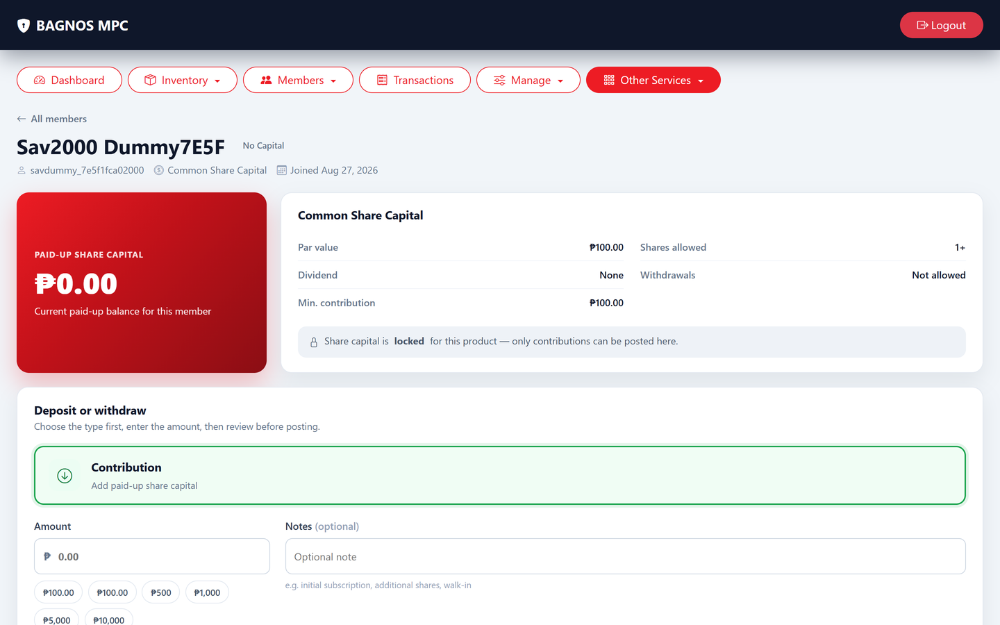 BAGNOS MPC
Logout
Dashboard
Inventory
Members
Transactions
Manage
Other Services
← All members
Sav2000 Dummy7E5F
No Capital
savdummy_7e5f1fca02000
Common Share Capital
Joined Aug 27, 2026
PAID-UP SHARE CAPITAL
₱0.00
Current paid-up balance for this member
Common Share Capital
Par value ₱100.00
Shares allowed 1+
Dividend None
Withdrawals Not allowed
Min. contribution ₱100.00
Share capital is locked for this product — only contributions can be posted here.
Deposit or withdraw
Choose the type first, enter the amount, then review before posting.
Contribution
Add paid-up share capital
Amount
₱ 0.00
₱100.00 ₱100.00 ₱500 ₱1,000
₱5,000 ₱10,000
Notes (optional)
Optional note
e.g. initial subscription, additional shares, walk-in